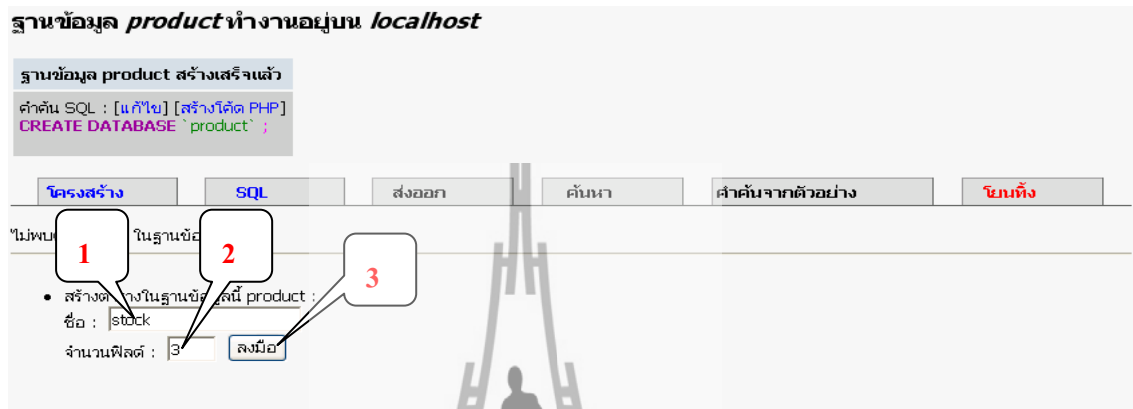 ฐานข้อมูล product ทำงานอยู่บน localhost
ฐานข้อมูล product สร้างเสร็จแล้ว
คำค้น SQL : [แก้ไข] [สร้างโค้ด PHP]
CREATE DATABASE `product` ;
โครงสร้าง SQL ส่งออก ค้นหา คำค้นจากตัวอย่าง โยนทิ้ง
ในฐานข้
1 2 3
สร้างต างในฐานข้ ลนี้ product :
ชื่อ : stock
จำนวนฟิลด์ : 3 ลงมือ